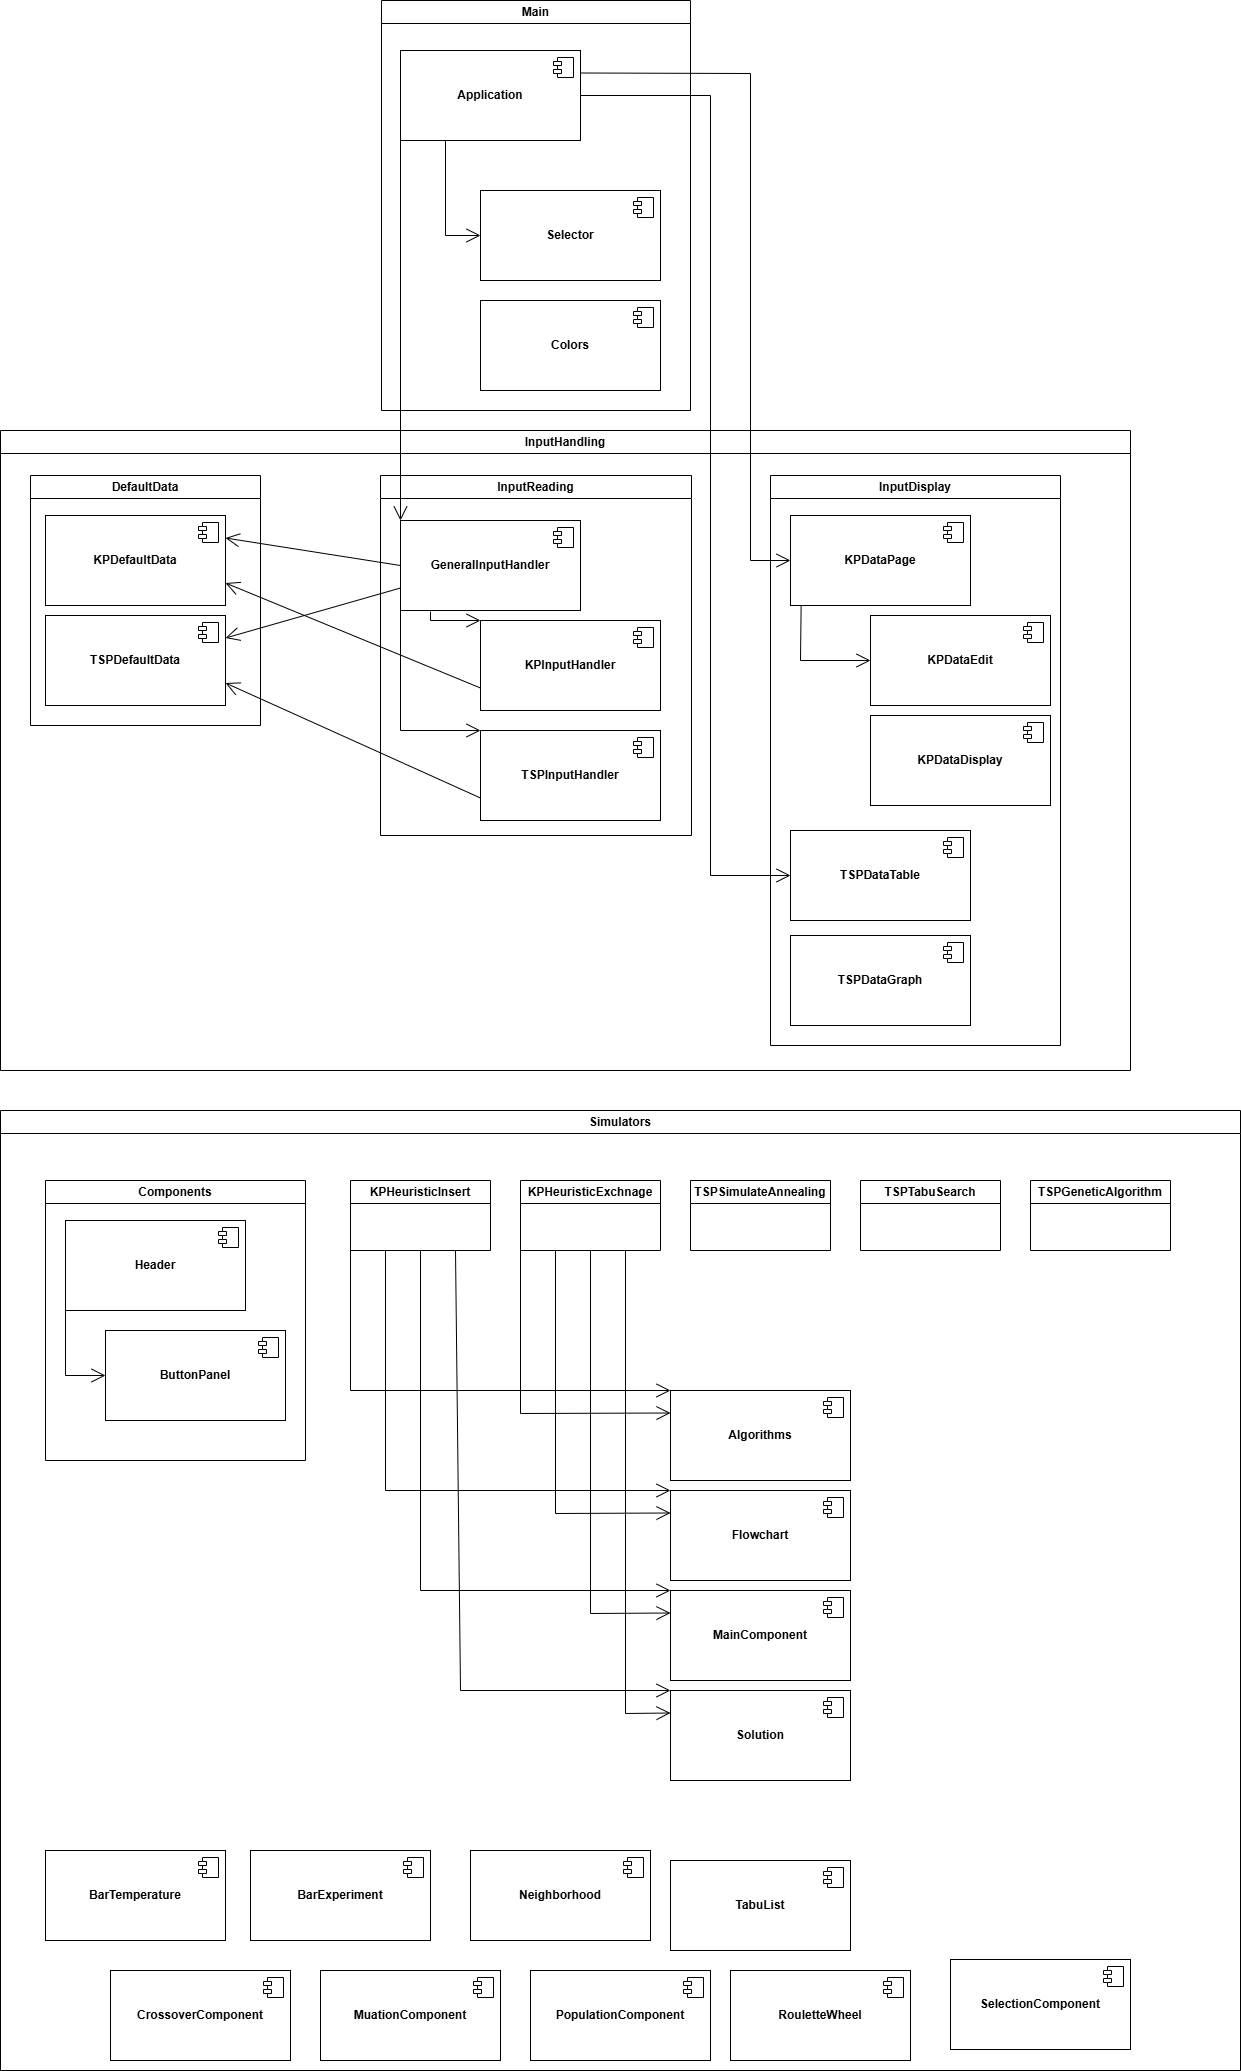 Main
Application
Selector
Colors
InputHandling
DefaultData
InputReading
InputDisplay
KPDefaultData
GeneralInputHandler
KPDataPage
TSPDefaultData
KPInputHandler
KPDataEdit
TSPInputHandler
KPDataDisplay
TSPDataTable
TSPDataGraph
Simulators
Components
KPHeuristicInsert
KPHeuristicExchnage
TSPSimulateAnnealing
TSPTabuSearch
TSPGeneticAlgorithm
Header
ButtonPanel
Algorithms
Flowchart
MainComponent
Solution
BarTemperature
BarExperiment
Neighborhood
TabuList
CrossoverComponent
MuationComponent
PopulationComponent
RouletteWheel
SelectionComponent